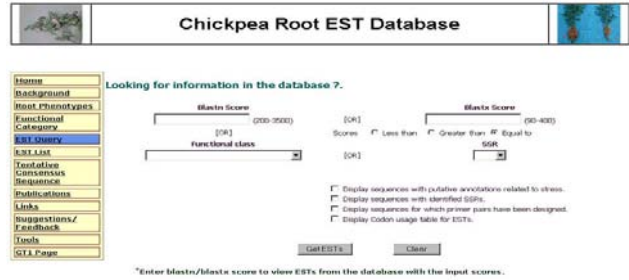 Chickpea Root EST Database
Home
Background
Root Phenotypes
Functional
Category
EST Query
EST List
Tentative
Consensus
Sequence
Publications
Links
Suggestions/
Feedback
Tools
GT1 Page
Looking for information in the database ?.
Blastn Score
Blastx Score
(200-3500)
[OR]
(90-400)
[OR]
Scores Less than Greater than Equal to
Functional class
SSR
[OR]
Display sequences with putative annotations related to stress.
Display sequences with identified SSRs.
Display sequences for which primer pairs have been designed.
Display Codon usage table for ESTs.
Get ESTs
Clear
*Enter blastn/blastx score to view ESTs from the database with the input scores.